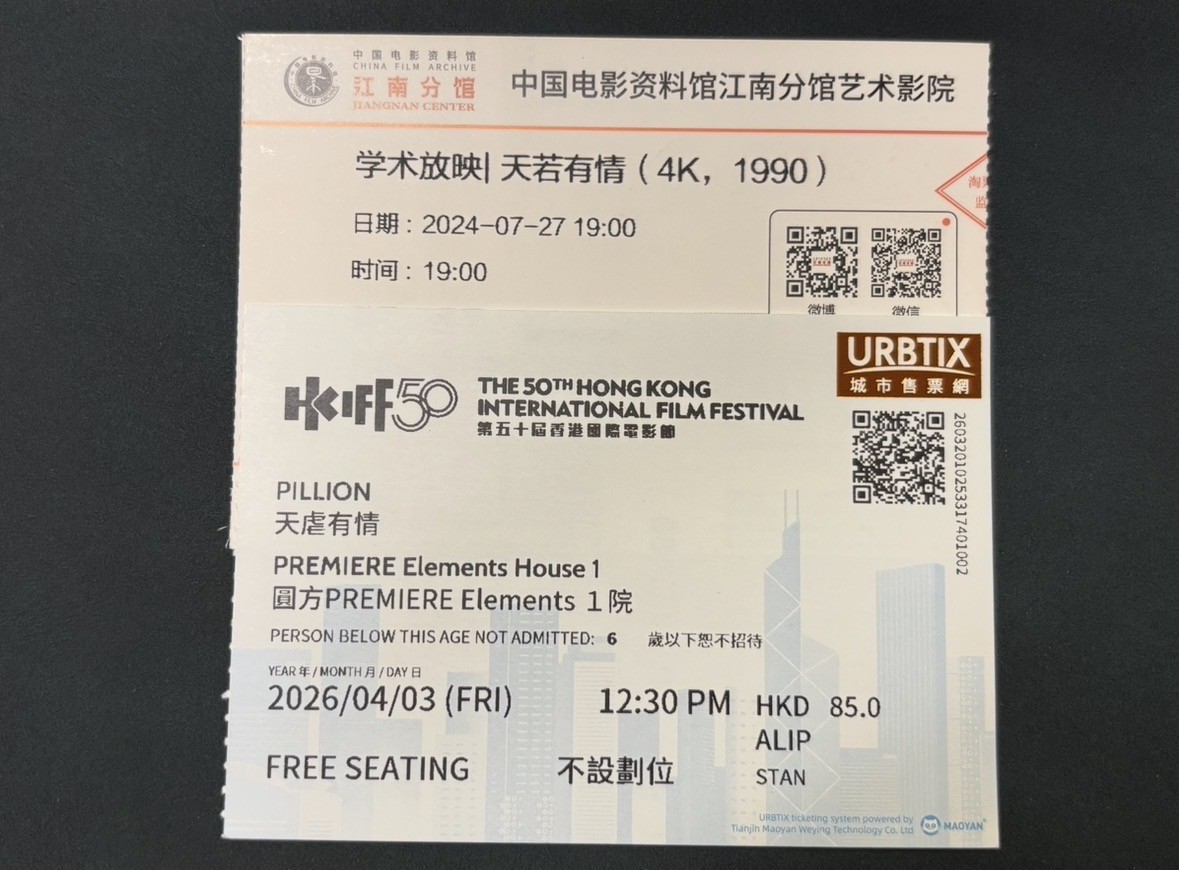 中国电影资料馆
CHINA FILM ARCHIVE
江南分馆
JIANGNAN CENTER
中国电影资料馆江南分馆艺术影院
学术放映| 天若有情（4K，1990）
日期：2024-07-27 19:00
时间：19:00
淘
监
微博 微信
URBTIX
城市售票網
HKIFF50
THE 50TH HONG KONG
INTERNATIONAL FILM FESTIVAL
第五十屆香港國際電影節
26032010253317401002
PILLION
天虐有情
PREMIERE Elements House 1
圓方PREMIERE Elements 1院
PERSON BELOW THIS AGE NOT ADMITTED: 6 歲以下恕不招待
YEAR 年 / MONTH 月 / DAY 日
2026/04/03 (FRI) 12:30 PM HKD 85.0
ALIP
FREE SEATING 不設劃位 STAN
URBTIX ticketing system powered by
Tianjin Maoyan Weying Technology Co. Ltd MAOYAN